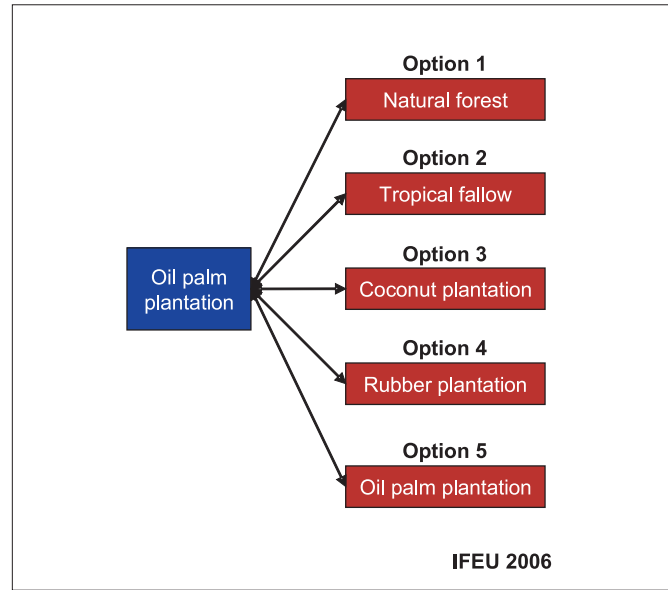 Option 1
Natural forest
Option 2
Tropical fallow
Oil palm
plantation
Option 3
Coconut plantation
Option 4
Rubber plantation
Option 5
Oil palm plantation
IFEU 2006